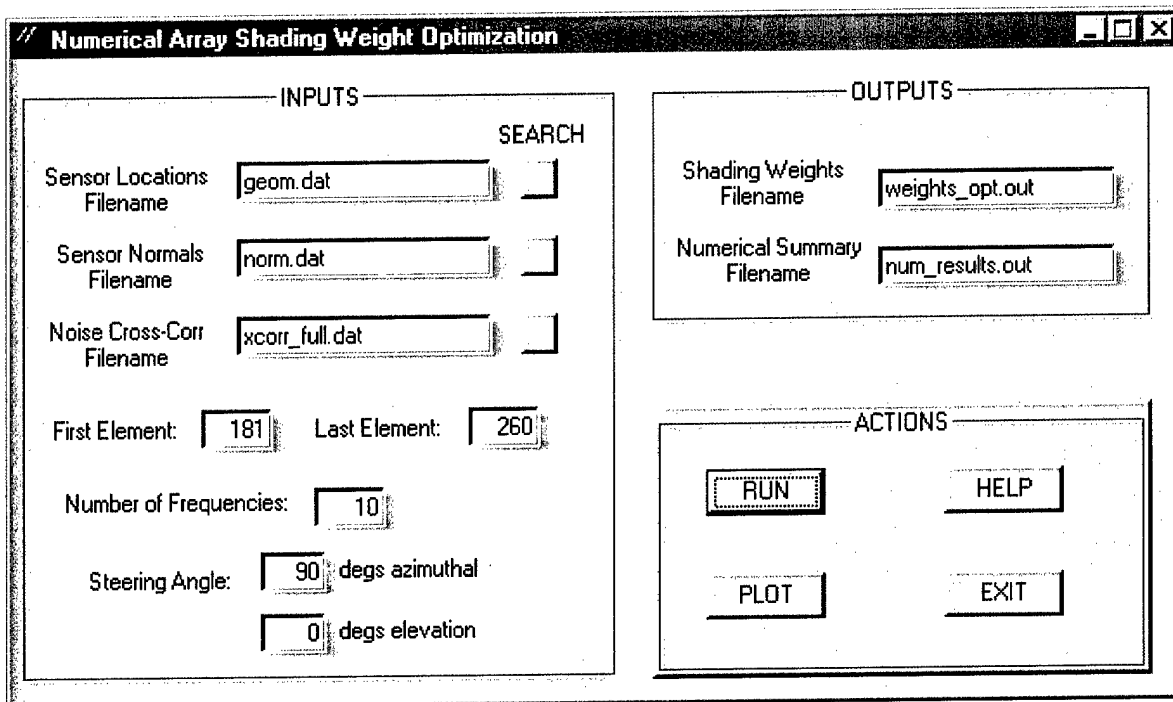 Numerical Array Shading Weight Optimization
INPUTS
SEARCH
Sensor Locations
Filename
geom.dat
Sensor Normals
Filename
norm.dat
Noise Cross-Corr
Filename
xcorr_full.dat
First Element: 181 Last Element: 260
Number of Frequencies: 10
Steering Angle: 90 degs azimuthal
0 degs elevation
OUTPUTS
Shading Weights
Filename
weights_opt.out
Numerical Summary
Filename
num_results.out
ACTIONS
RUN HELP
PLOT EXIT